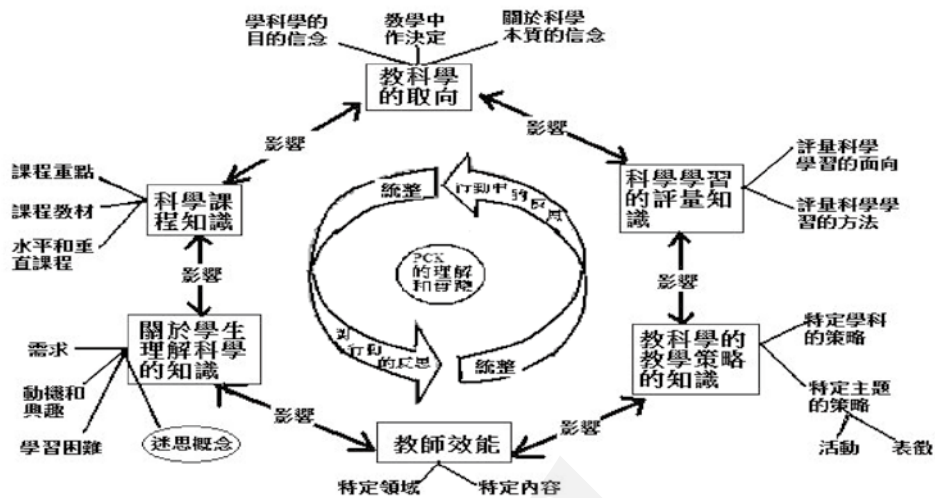 學科學的
目的信念
教學中
作決定
關於科學
本質的信念
教科學
的取向
影響
影響
課程重點
課程教材
水平和垂
直課程
科學課
程知識
統整
行動中
的反思
科學學習
的評量知
識
評量科學
學習的面向
評量科學學
習的方法
影響
PCK
的理解
和實踐
影響
需求
動機和
興趣
學習困難
迷思概念
關於學生
理解科學
的知識
對
行動
的反思
統整
教科學的
教學策略
的知識
特定學科
的策略
特定主題
的策略
活動
表徵
影響
影響
教師效能
特定領域
特定內容